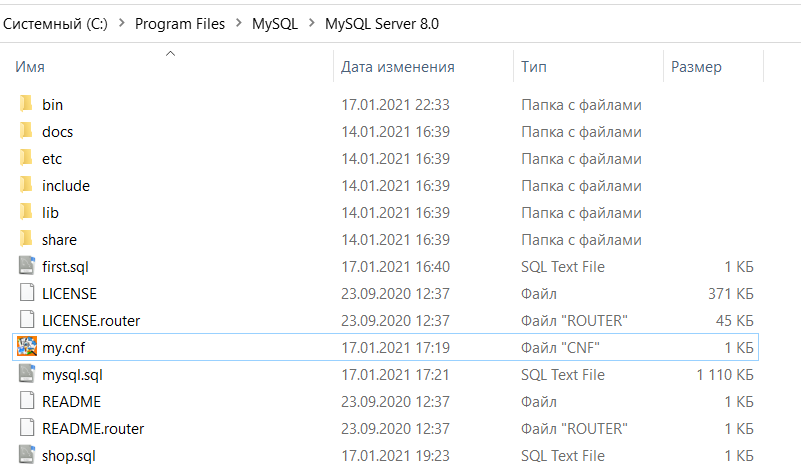 Системный (C:) > Program Files > MySQL > MySQL Server 8.0
Имя Дата изменения Тип Размер
bin 17.01.2021 22:33 Папка с файлами
docs 14.01.2021 16:39 Папка с файлами
etc 14.01.2021 16:39 Папка с файлами
include 14.01.2021 16:39 Папка с файлами
lib 14.01.2021 16:39 Папка с файлами
share 14.01.2021 16:39 Папка с файлами
first.sql 17.01.2021 16:40 SQL Text File 1 КБ
LICENSE 23.09.2020 12:37 Файл 371 КБ
LICENSE.router 23.09.2020 12:37 Файл "ROUTER" 45 КБ
my.cnf 17.01.2021 17:19 Файл "CNF" 1 КБ
mysql.sql 17.01.2021 17:21 SQL Text File 1 110 КБ
README 23.09.2020 12:37 Файл 1 КБ
README.router 23.09.2020 12:37 Файл "ROUTER" 1 КБ
shop.sql 17.01.2021 19:23 SQL Text File 1 КБ